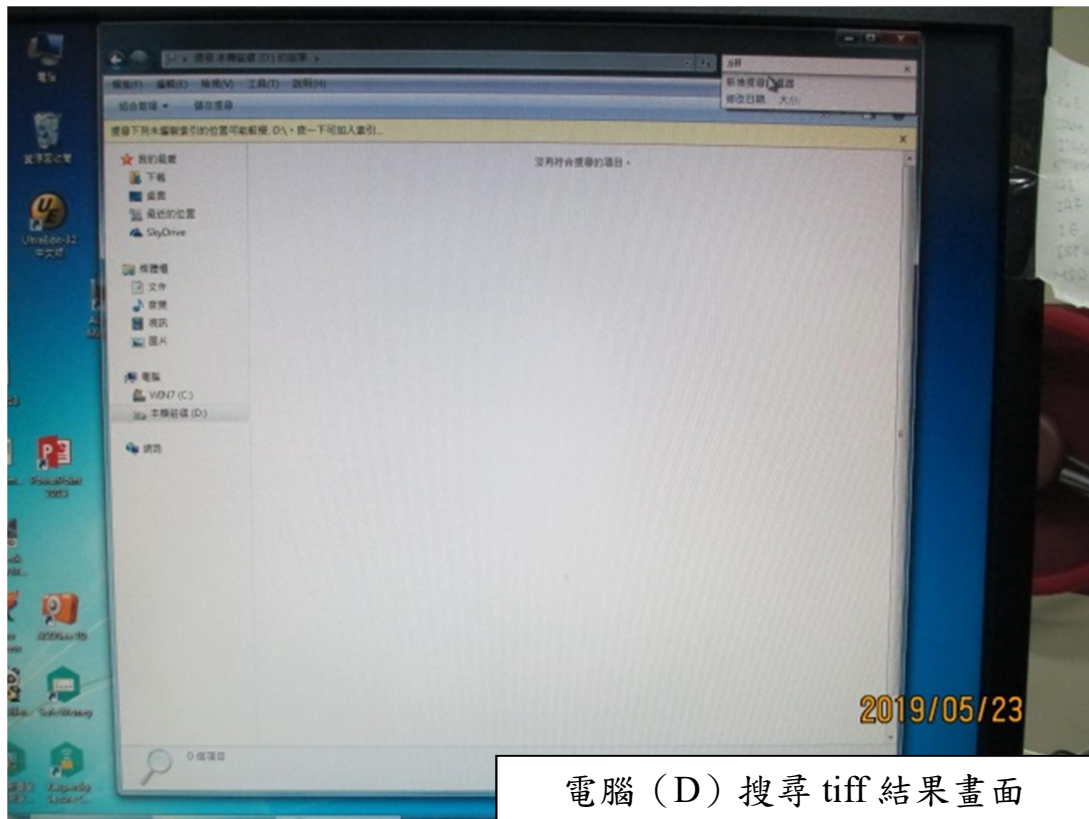 電腦
搜尋 本機磁碟 (D:) 的結果
檔案(F) 編輯(E) 檢視(V) 工具(T) 說明(H)
新增搜尋篩選器
修改日期 大小:
組合管理 儲存搜尋
搜尋下列未編製索引的位置可能較慢: D:\。按一下可加入索引...
沒有符合搜尋的項目。
資源回收筒
UltraEdit-32
中文版
我的最愛
下載
桌面
最近的位置
SkyDrive
媒體櫃
文件
音樂
視訊
圖片
電腦
WIN7 (C:)
本機磁碟 (D:)
網路
PowerPoint
2013
Safe Money
Kaspersky
0 個項目
2019/05/23
電腦（D）搜尋 tiff 結果畫面